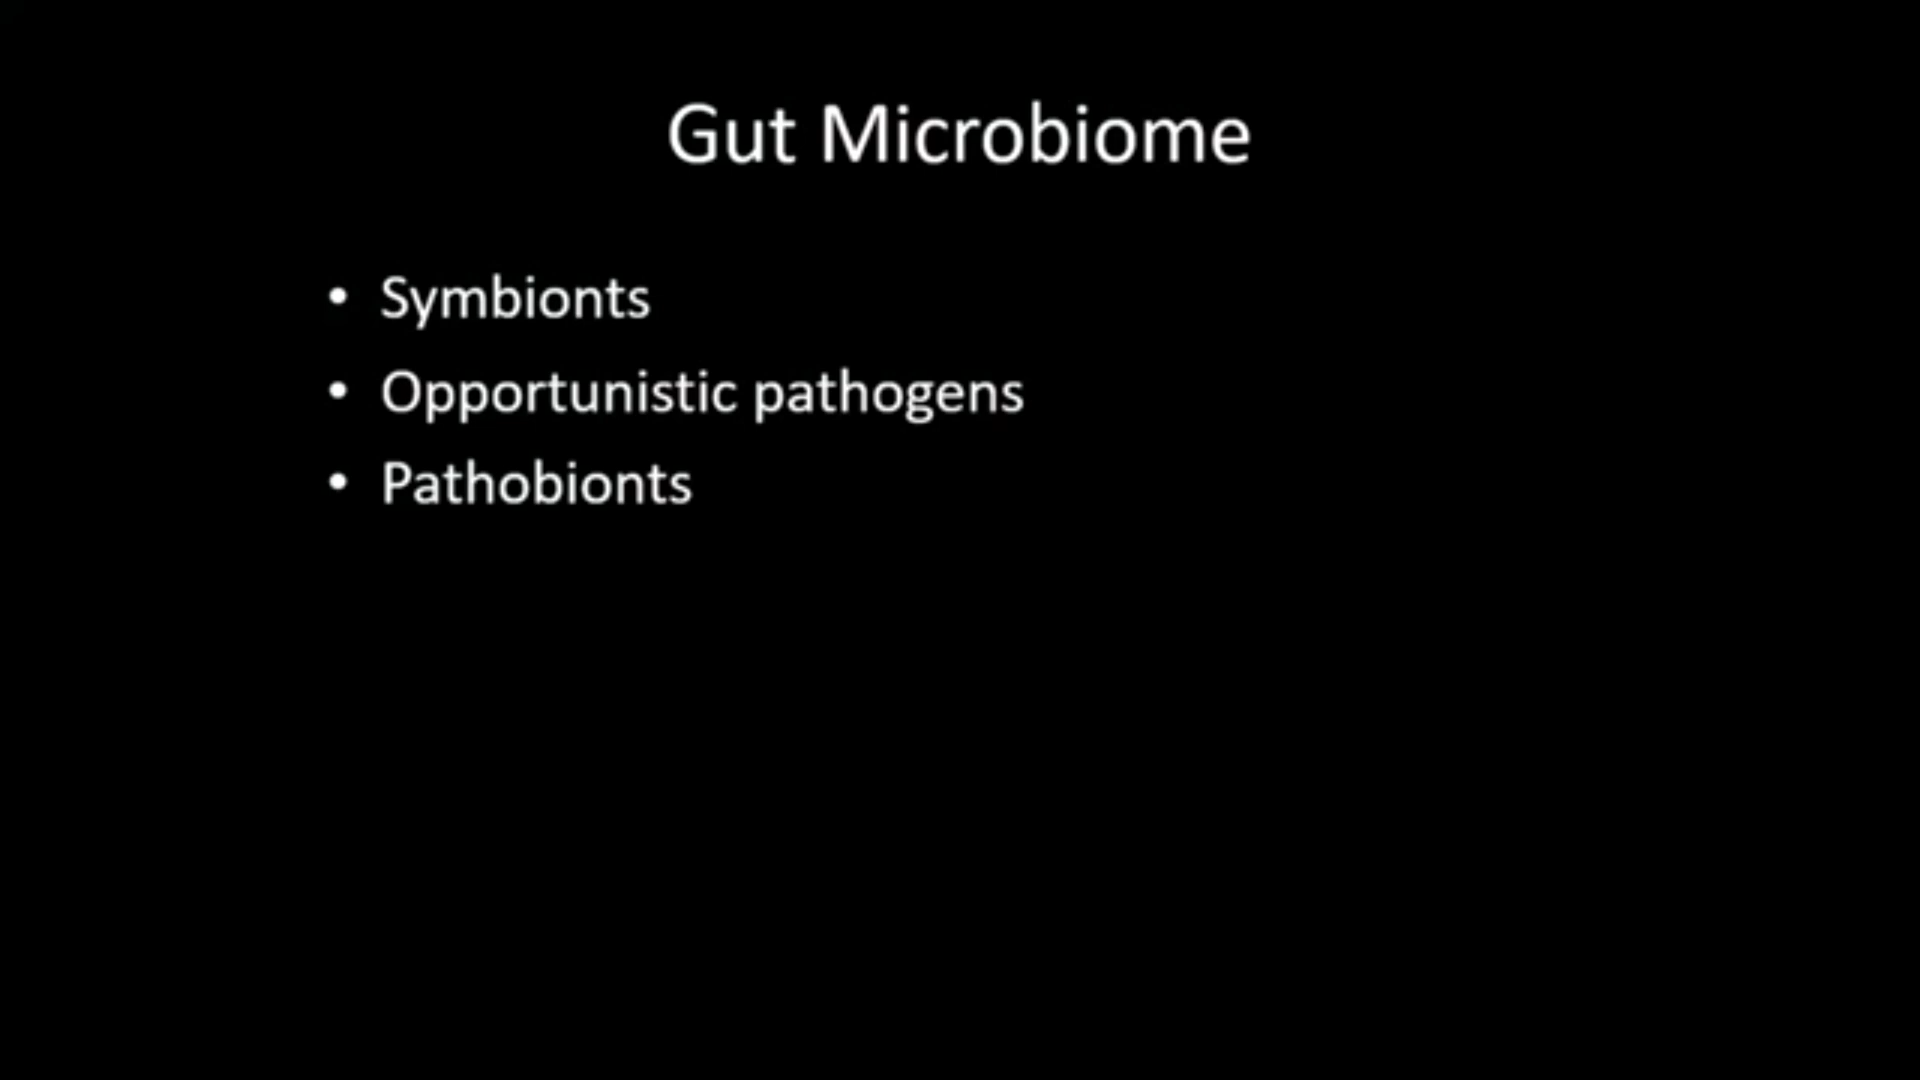 Gut Microbiome
• Symbionts
• Opportunistic pathogens
• Pathobionts